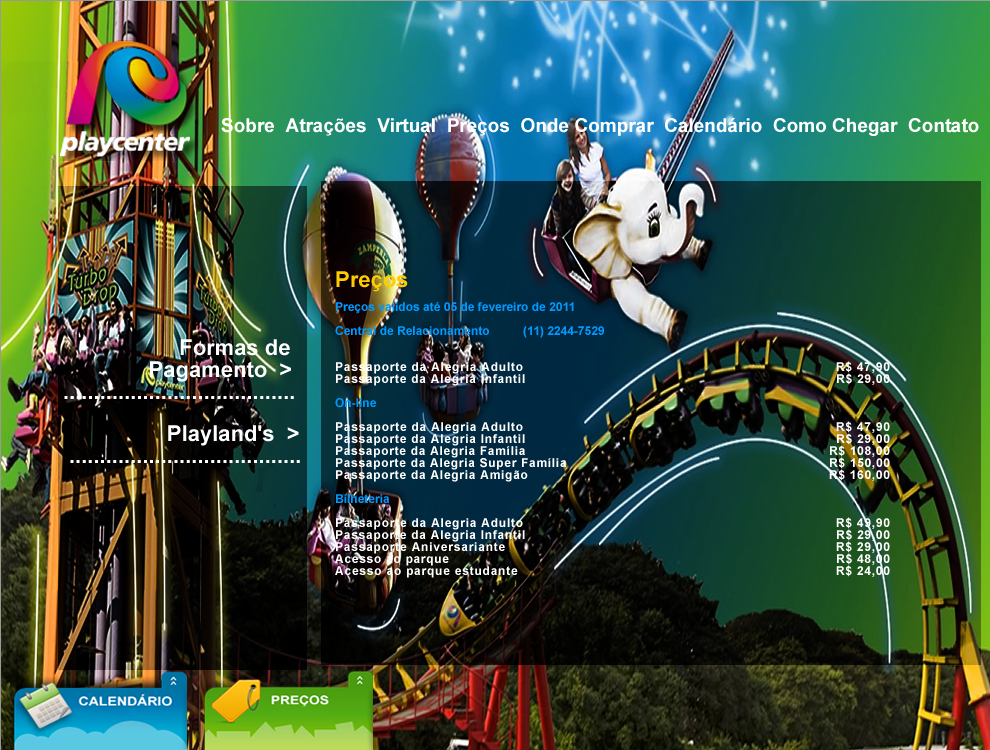 playcenter
Sobre Atrações Virtual Preços Onde Comprar Calendário Como Chegar Contato
ZAMPERLA
Turbo
Drop
Turbo
playcenter
Formas de
Pagamento >
Playland's >
Preços
Preços válidos até 05 de fevereiro de 2011
Central de Relacionamento (11) 2244-7529
Passaporte da Alegria Adulto R$ 47,90
Passaporte da Alegria Infantil R$ 29,00
On-line
Passaporte da Alegria Adulto R$ 47,90
Passaporte da Alegria Infantil R$ 29,00
Passaporte da Alegria Família R$ 108,00
Passaporte da Alegria Super Família R$ 150,00
Passaporte da Alegria Amigão R$ 160,00
Bilheteria
Passaporte da Alegria Adulto R$ 49,90
Passaporte da Alegria Infantil R$ 29,00
Passaporte Aniversariante R$ 29,00
Acesso ao parque R$ 48,00
Acesso ao parque estudante R$ 24,00
CALENDÁRIO
PREÇOS